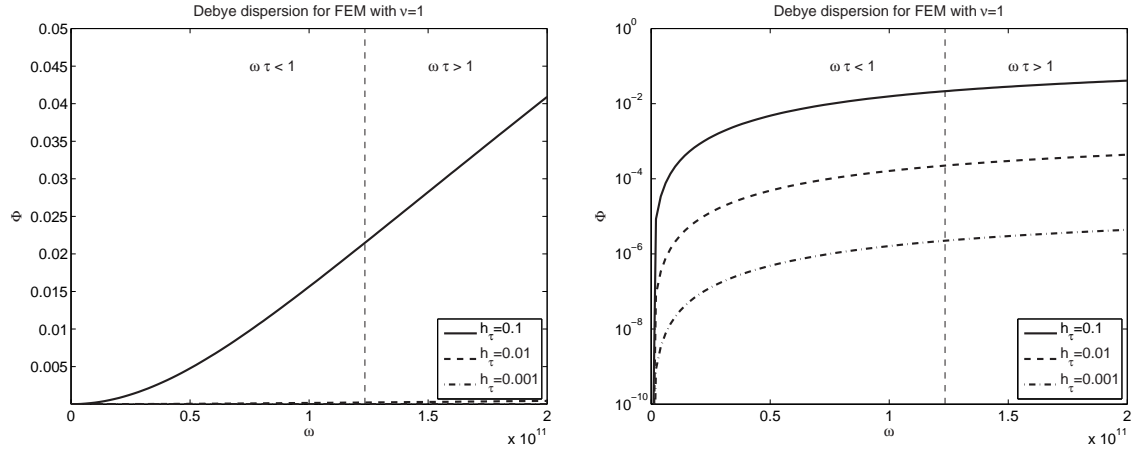 Debye dispersion for FEM with ν=1
0.05
0.045
0.04
0.035
0.03
0.025
0.02
0.015
0.01
0.005
Φ
ω τ < 1
ω τ > 1
h_τ=0.1
h_τ=0.01
h_τ=0.001
0
0.5
1
1.5
2
ω
x 10^11
Debye dispersion for FEM with ν=1
10^0
10^−2
10^−4
10^−6
10^−8
10^−10
Φ
ω τ < 1
ω τ > 1
h_τ=0.1
h_τ=0.01
h_τ=0.001
0
0.5
1
1.5
2
ω
x 10^11